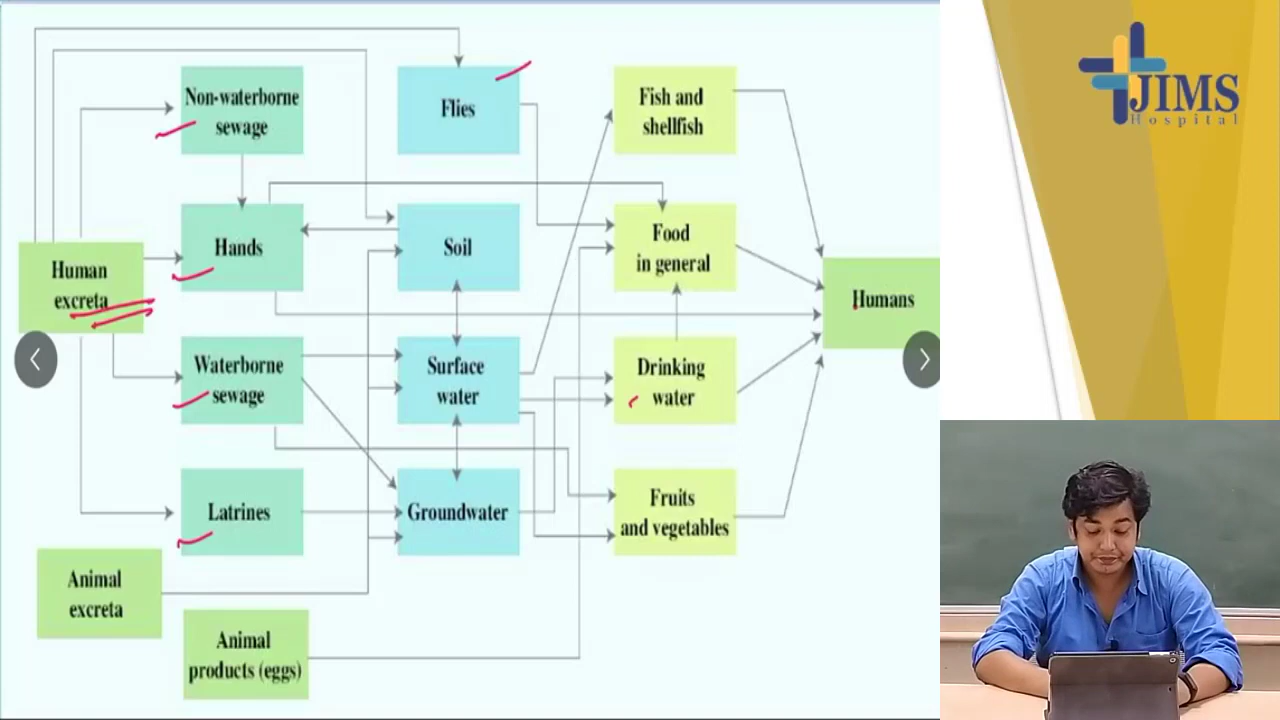 Non-waterborne
sewage
Flies
Fish and
shellfish
Human
excreta
Hands
Soil
Food
in general
Humans
Waterborne
sewage
Surface
water
Drinking
water
Latrines
Groundwater
Fruits
and vegetables
Animal
excreta
Animal
products (eggs)
JIMS
Hospital